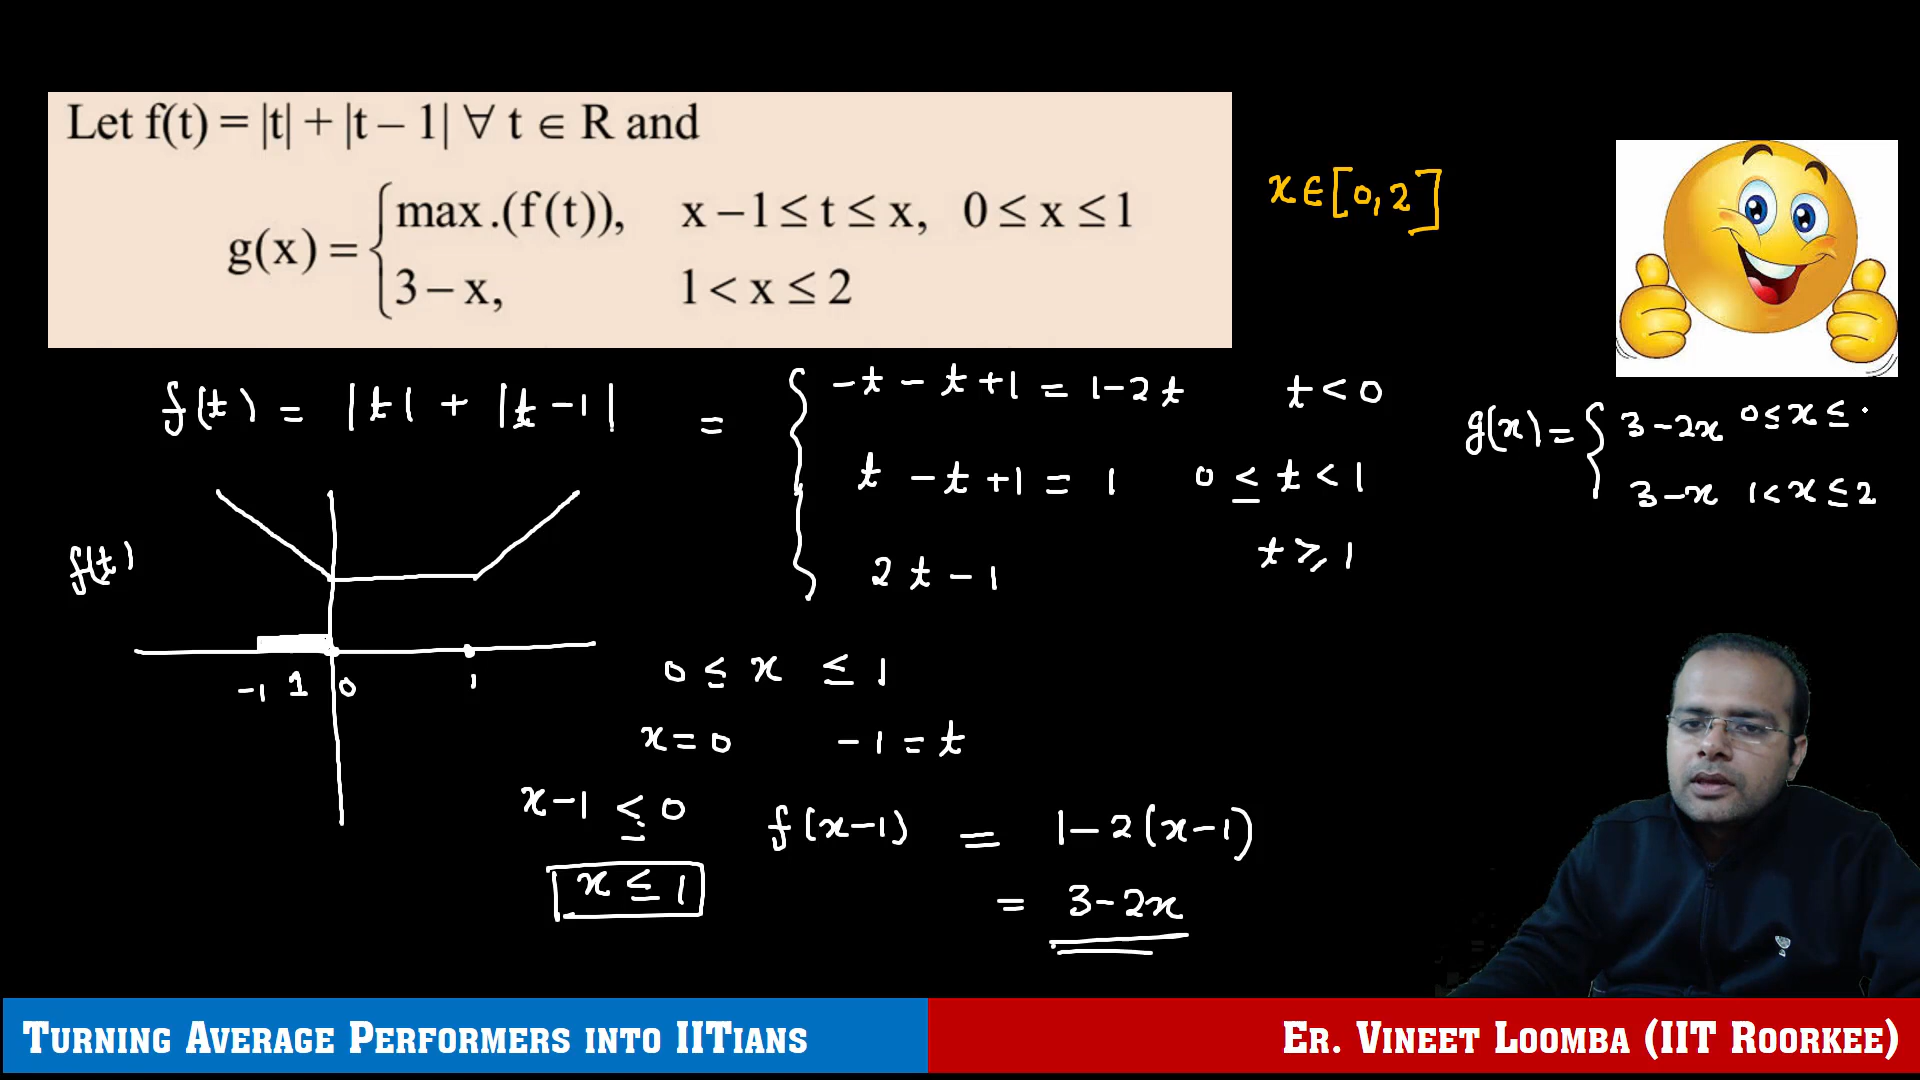 Let f(t) = |t| + |t – 1| ∀ t ∈ R and
g(x) = { max.(f(t)), x – 1 ≤ t ≤ x, 0 ≤ x ≤ 1
3 – x, 1 < x ≤ 2
x ∈ [0, 2]
f(t) = |t| + |t - 1| = { -t - t + 1 = 1 - 2t t < 0
t - t + 1 = 1 0 ≤ t < 1
2t - 1 t ≥ 1
g(x) = { 3 - 2x 0 ≤ x ≤
3 - x 1 < x ≤ 2
f(t)
-1 1 0 1
0 ≤ x ≤ 1
x = 0 -1 = t
x - 1 ≤ 0 f(x-1) = 1 - 2(x-1)
x ≤ 1 = 3 - 2x
TURNING AVERAGE PERFORMERS INTO IITIANS
ER. VINEET LOOMBA (IIT ROORKEE)